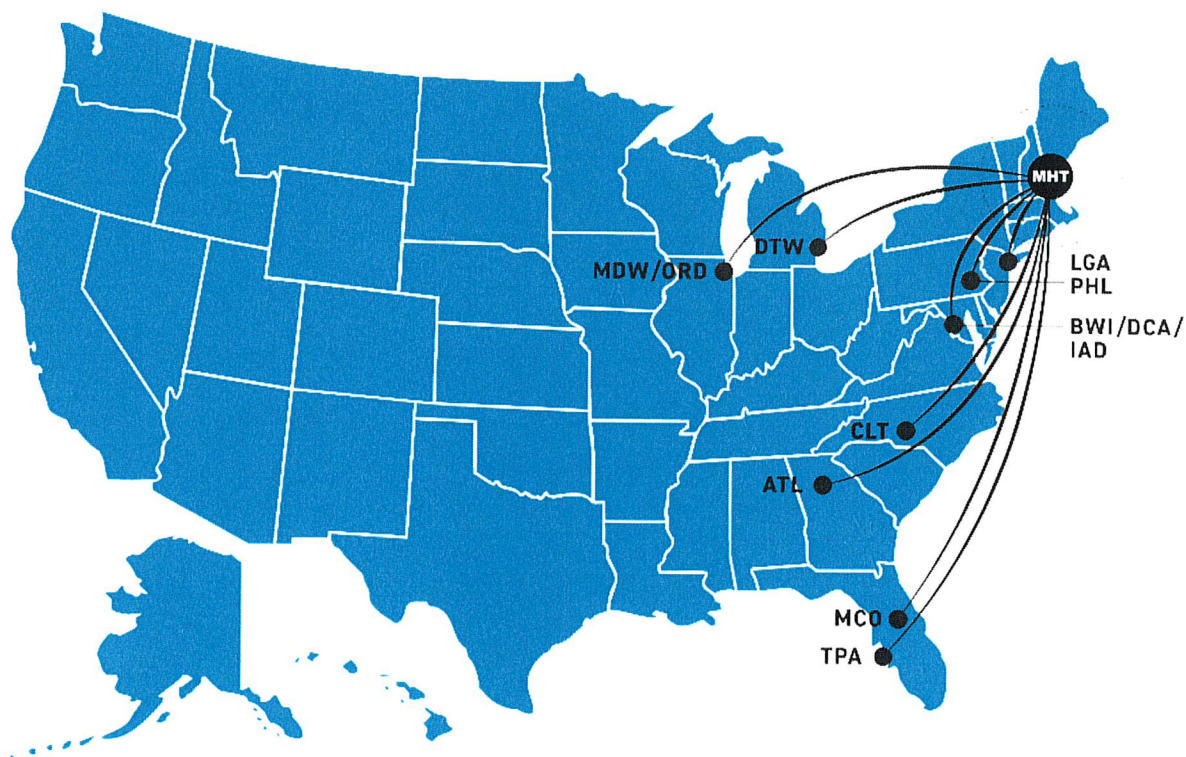 MHT
DTW
MDW/ORD
LGA
PHL
BWI/DCA/
IAD
CLT
ATL
MCO
TPA